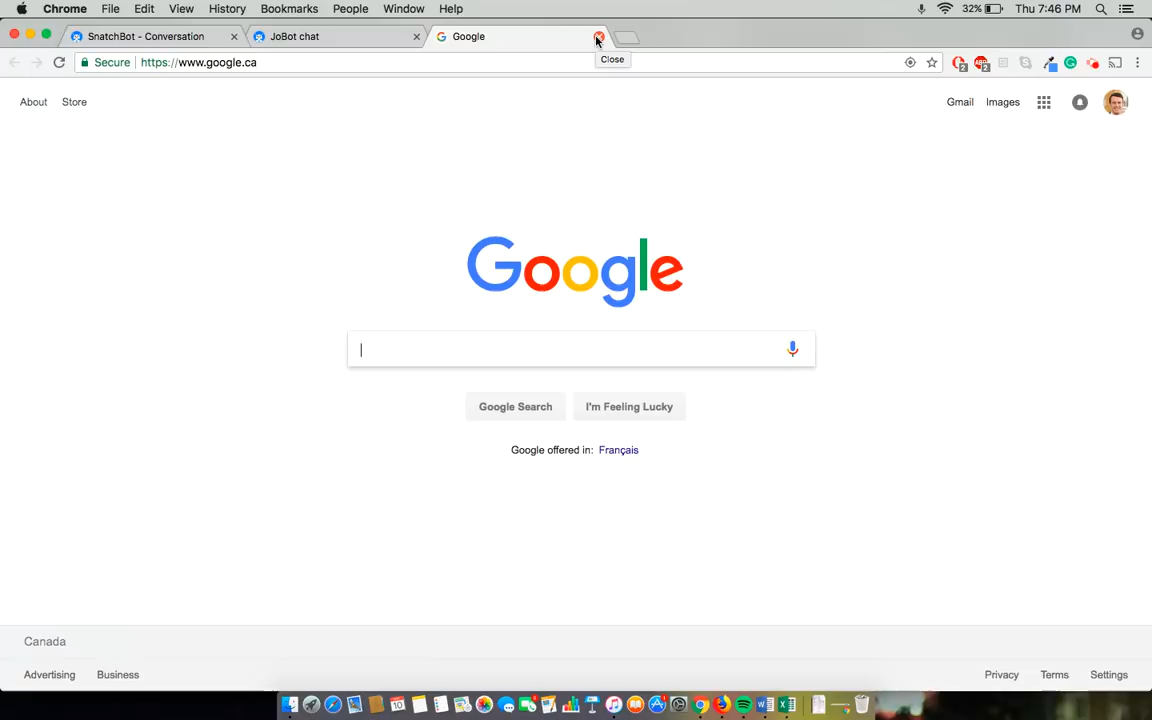 Chrome File Edit View History Bookmarks People Window Help 32% Thu 7:46 PM
SnatchBot - Conversation JoBot chat Google
Close
Secure https://www.google.ca
About Store Gmail Images
Google
Google Search I'm Feeling Lucky
Google offered in: Français
Canada
Advertising Business Privacy Terms Settings